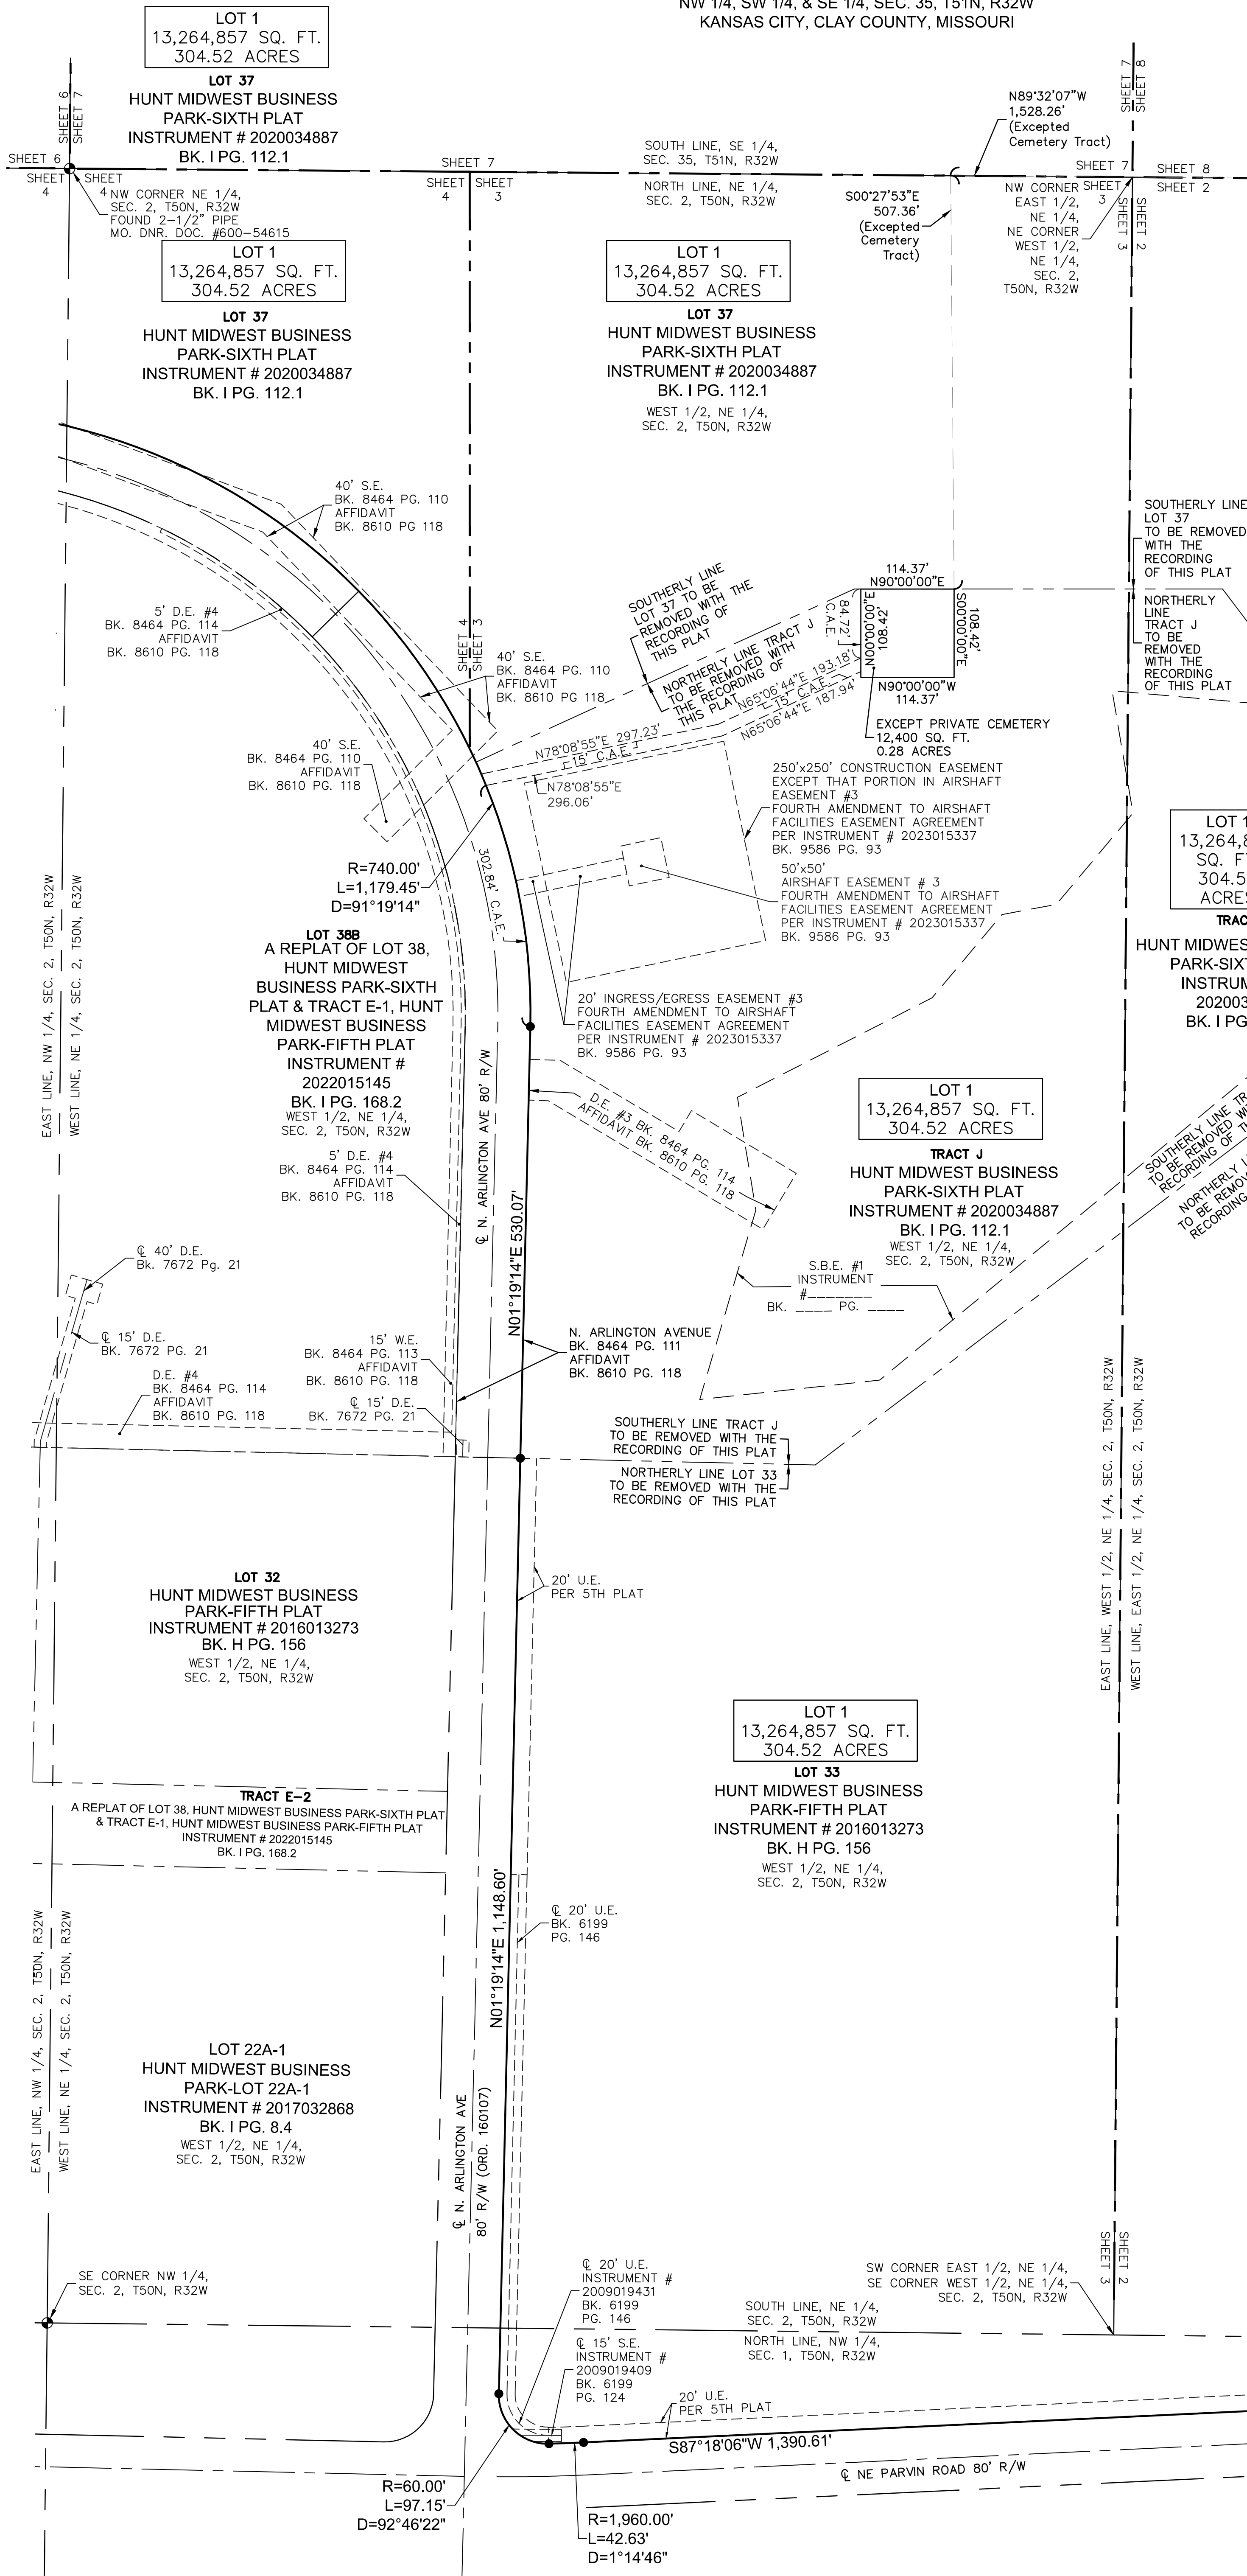 NW 1/4, SW 1/4, & SE 1/4, SEC. 35, T51N, R32W
KANSAS CITY, CLAY COUNTY, MISSOURI
LOT 1
13,264,857 SQ. FT.
304.52 ACRES
LOT 37
HUNT MIDWEST BUSINESS
PARK-SIXTH PLAT
INSTRUMENT # 2020034887
BK. I PG. 112.1
SHEET 6
SHEET 7
SHEET 7
SHEET 8
N89°32'07"W
1,528.26'
(Excepted
Cemetery Tract)
SHEET 6
SHEET
4
SHEET
4
NW CORNER NE 1/4,
SEC. 2, T50N, R32W
FOUND 2-1/2" PIPE
MO. DNR. DOC. #600-54615
SHEET 7
SHEET
4
SHEET
3
SOUTH LINE, SE 1/4,
SEC. 35, T51N, R32W
NORTH LINE, NE 1/4,
SEC. 2, T50N, R32W
S00°27'53"E
507.36'
(Excepted
Cemetery
Tract)
SHEET 7
SHEET
3
SHEET 8
SHEET 2
NW CORNER
EAST 1/2,
NE 1/4,
NE CORNER
WEST 1/2,
NE 1/4,
SEC. 2,
T50N, R32W
SHEET 3
SHEET 2
LOT 1
13,264,857 SQ. FT.
304.52 ACRES
LOT 37
HUNT MIDWEST BUSINESS
PARK-SIXTH PLAT
INSTRUMENT # 2020034887
BK. I PG. 112.1
LOT 1
13,264,857 SQ. FT.
304.52 ACRES
LOT 37
HUNT MIDWEST BUSINESS
PARK-SIXTH PLAT
INSTRUMENT # 2020034887
BK. I PG. 112.1
WEST 1/2, NE 1/4,
SEC. 2, T50N, R32W
40' S.E.
BK. 8464 PG. 110
AFFIDAVIT
BK. 8610 PG 118
SOUTHERLY LINE
LOT 37
TO BE REMOVED
WITH THE
RECORDING
OF THIS PLAT
NORTHERLY
LINE
TRACT J
TO BE
REMOVED
WITH THE
RECORDING
OF THIS PLAT
5' D.E. #4
BK. 8464 PG. 114
AFFIDAVIT
BK. 8610 PG. 118
SHEET 4
SHEET 3
SOUTHERLY LINE
LOT 37 TO BE
REMOVED WITH THE
RECORDING OF
THIS PLAT
NORTHERLY LINE TRACT J
TO BE REMOVED WITH
THE RECORDING OF
THIS PLAT
114.37'
N90°00'00"E
84.72'
C.A.E.
N00°00'00"E
108.42
S00°00'00"E
108.42'
N90°00'00"W
114.37'
N65°06'44"E 193.18'
15' C.A.E.
N65°06'44"E 187.94'
EXCEPT PRIVATE CEMETERY
12,400 SQ. FT.
0.28 ACRES
40' S.E.
BK. 8464 PG. 110
AFFIDAVIT
BK. 8610 PG 118
N78°08'55"E 297.23'
15' C.A.E.
N78°08'55"E
296.06'
40' S.E.
BK. 8464 PG. 110
AFFIDAVIT
BK. 8610 PG. 118
250'x250' CONSTRUCTION EASEMENT
EXCEPT THAT PORTION IN AIRSHAFT
EASEMENT #3
FOURTH AMENDMENT TO AIRSHAFT
FACILITIES EASEMENT AGREEMENT
PER INSTRUMENT # 2023015337
BK. 9586 PG. 93
50'x50'
AIRSHAFT EASEMENT # 3
FOURTH AMENDMENT TO AIRSHAFT
FACILITIES EASEMENT AGREEMENT
PER INSTRUMENT # 2023015337
BK. 9586 PG. 93
R=740.00'
L=1,179.45'
D=91°19'14"
302.84' C.A.E.
LOT 38B
A REPLAT OF LOT 38,
HUNT MIDWEST
BUSINESS PARK-SIXTH
PLAT & TRACT E-1, HUNT
MIDWEST BUSINESS
PARK-FIFTH PLAT
INSTRUMENT #
2022015145
BK. I PG. 168.2
WEST 1/2, NE 1/4,
SEC. 2, T50N, R32W
20' INGRESS/EGRESS EASEMENT #3
FOURTH AMENDMENT TO AIRSHAFT
FACILITIES EASEMENT AGREEMENT
PER INSTRUMENT # 2023015337
BK. 9586 PG. 93
EAST LINE, NW 1/4, SEC. 2, T50N, R32W
WEST LINE, NE 1/4, SEC. 2, T50N, R32W
LOT 1
13,264,8
SQ. FT
304.5
ACRES
TRAC
HUNT MIDWES
PARK-SIXT
INSTRUM
202003
BK. I PG
D.E. #3 BK. 8464 PG. 114
AFFIDAVIT BK. 8610 PG. 118
LOT 1
13,264,857 SQ. FT.
304.52 ACRES
TRACT J
HUNT MIDWEST BUSINESS
PARK-SIXTH PLAT
INSTRUMENT # 2020034887
BK. I PG. 112.1
WEST 1/2, NE 1/4,
SEC. 2, T50N, R32W
SOUTHERLY LINE TR
TO BE REMOVED W
RECORDING OF T
NORTHERLY L
TO BE REMOV
RECORDING
5' D.E. #4
BK. 8464 PG. 114
AFFIDAVIT
BK. 8610 PG. 118
℄ N. ARLINGTON AVE 80' R/W
N01°19'14"E 530.07'
S.B.E. #1
INSTRUMENT
#_______
BK. ____ PG. ____
℄ 40' D.E.
Bk. 7672 Pg. 21
℄ 15' D.E.
BK. 7672 PG. 21
D.E. #4
BK. 8464 PG. 114
AFFIDAVIT
BK. 8610 PG. 118
15' W.E.
BK. 8464 PG. 113
AFFIDAVIT
BK. 8610 PG. 118
℄ 15' D.E.
BK. 7672 PG. 21
N. ARLINGTON AVENUE
BK. 8464 PG. 111
AFFIDAVIT
BK. 8610 PG. 118
SOUTHERLY LINE TRACT J
TO BE REMOVED WITH THE
RECORDING OF THIS PLAT
NORTHERLY LINE LOT 33
TO BE REMOVED WITH THE
RECORDING OF THIS PLAT
EAST LINE, WEST 1/2, NE 1/4, SEC. 2, T50N, R32W
WEST LINE, EAST 1/2, NE 1/4, SEC. 2, T50N, R32W
LOT 32
HUNT MIDWEST BUSINESS
PARK-FIFTH PLAT
INSTRUMENT # 2016013273
BK. H PG. 156
WEST 1/2, NE 1/4,
SEC. 2, T50N, R32W
20' U.E.
PER 5TH PLAT
LOT 1
13,264,857 SQ. FT.
304.52 ACRES
LOT 33
HUNT MIDWEST BUSINESS
PARK-FIFTH PLAT
INSTRUMENT # 2016013273
BK. H PG. 156
WEST 1/2, NE 1/4,
SEC. 2, T50N, R32W
TRACT E-2
A REPLAT OF LOT 38, HUNT MIDWEST BUSINESS PARK-SIXTH PLAT
& TRACT E-1, HUNT MIDWEST BUSINESS PARK-FIFTH PLAT
INSTRUMENT # 2022015145
BK. I PG. 168.2
N01°19'14"E 1,148.60'
℄ 20' U.E.
BK. 6199
PG. 146
EAST LINE, NW 1/4, SEC. 2, T50N, R32W
WEST LINE, NE 1/4, SEC. 2, T50N, R32W
LOT 22A-1
HUNT MIDWEST BUSINESS
PARK-LOT 22A-1
INSTRUMENT # 2017032868
BK. I PG. 8.4
WEST 1/2, NE 1/4,
SEC. 2, T50N, R32W
℄ N. ARLINGTON AVE
80' R/W (ORD. 160107)
SHEET 3
SHEET 2
SE CORNER NW 1/4,
SEC. 2, T50N, R32W
℄ 20' U.E.
INSTRUMENT #
2009019431
BK. 6199
PG. 146
SW CORNER EAST 1/2, NE 1/4,
SE CORNER WEST 1/2, NE 1/4,
SEC. 2, T50N, R32W
SOUTH LINE, NE 1/4,
SEC. 2, T50N, R32W
NORTH LINE, NW 1/4,
SEC. 1, T50N, R32W
℄ 15' S.E.
INSTRUMENT #
2009019409
BK. 6199
PG. 124
20' U.E.
PER 5TH PLAT
S87°18'06"W 1,390.61'
℄ NE PARVIN ROAD 80' R/W
R=60.00'
L=97.15'
D=92°46'22"
R=1,960.00'
L=42.63'
D=1°14'46"